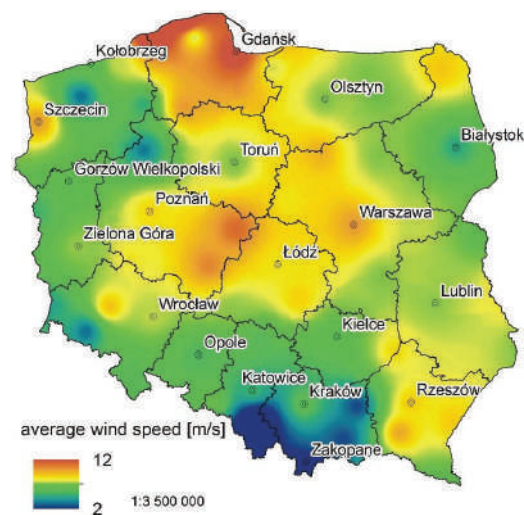 Gdańsk
Kołobrzeg
Olsztyn
Szczecin
Białystok
Toruń
Gorzów Wielkopolski
Poznań
Warszawa
Zielona Góra
Łódź
Lublin
Wrocław
Kielce
Opole
Katowice
Kraków
Rzeszów
average wind speed [m/s]
Zakopane
12
2
1:3 500 000